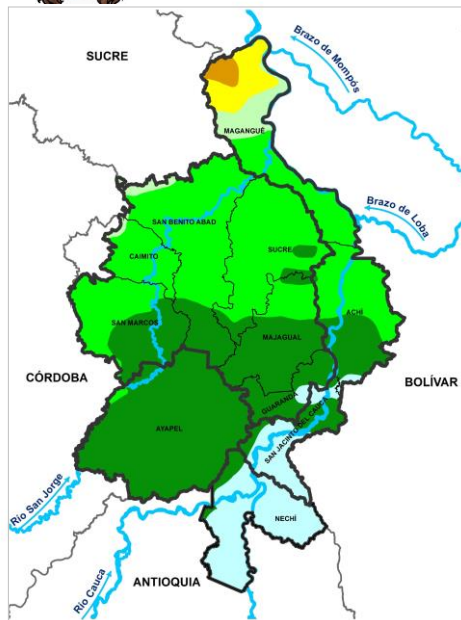 SUCRE
Brazo de Mompós
MAGANGUÉ
Brazo de Loba
SAN BENITO ABAD
SUCRE
CAIMITO
ACHÍ
SAN MARCOS
MAJAGUAL
CÓRDOBA
BOLÍVAR
GUARANDA
AYAPEL
SAN JACINTO DEL CAUCA
Río San Jorge
NECHÍ
Río Cauca
ANTIOQUIA